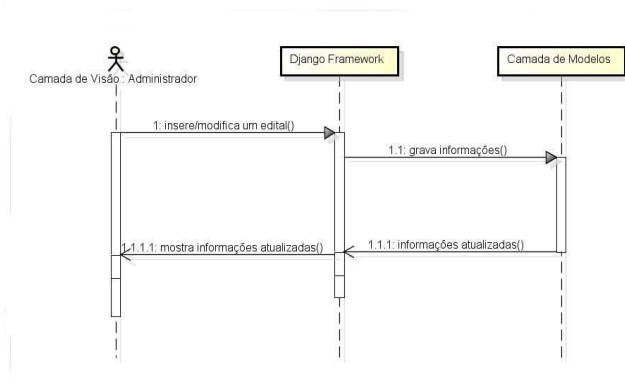 Django Framework
Camada de Modelos
Camada de Visão : Administrador
1: insere/modifica um edital()
1.1: grava informações()
1.1.1.1: mostra informações atualizadas()
1.1.1: informações atualizadas()